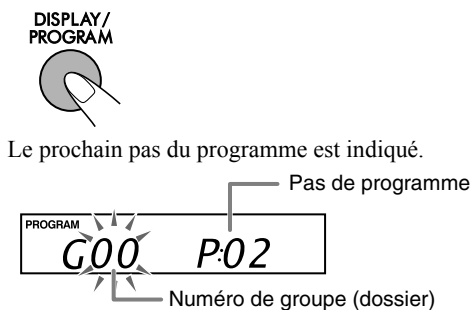 DISPLAY/
PROGRAM
Le prochain pas du programme est indiqué.
Pas de programme
PROGRAM
G00 P:02
Numéro de groupe (dossier)